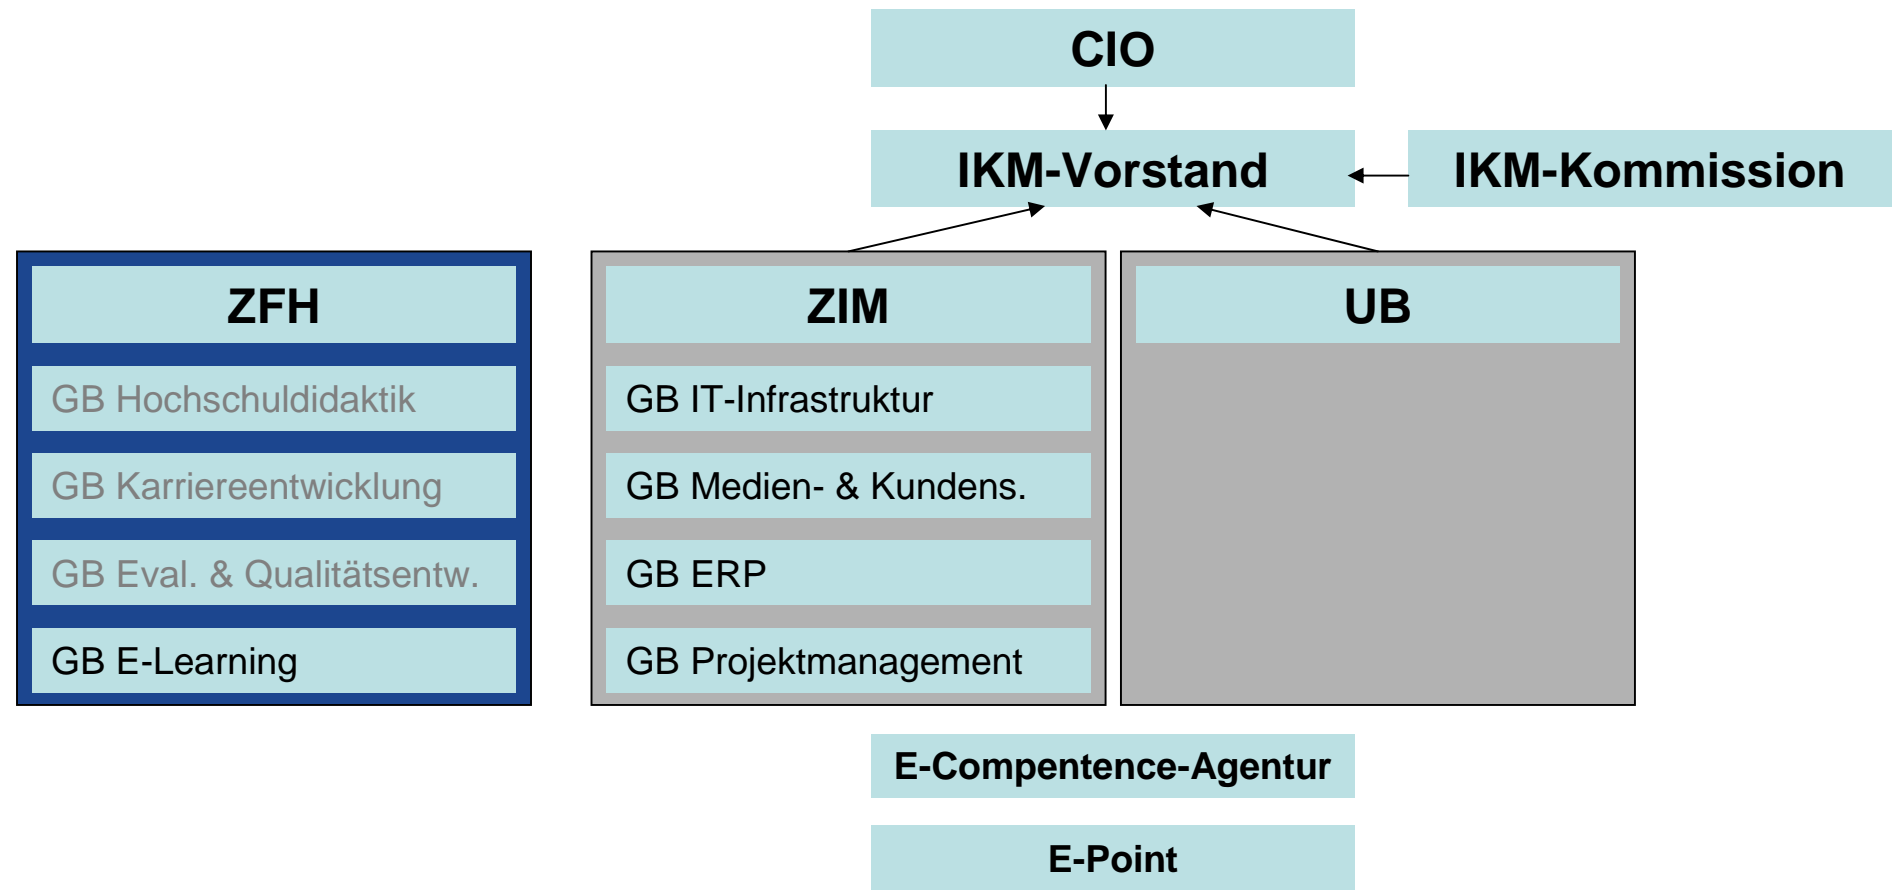 CIO
IKM-Vorstand
IKM-Kommission
ZFH
GB Hochschuldidaktik
GB Karriereentwicklung
GB Eval. & Qualitätsentw.
GB E-Learning
ZIM
GB IT-Infrastruktur
GB Medien- & Kundens.
GB ERP
GB Projektmanagement
UB
E-Compentence-Agentur
E-Point